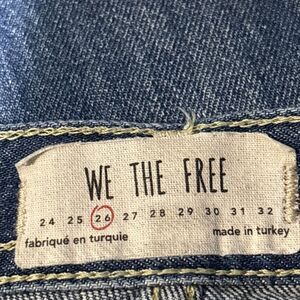 WE THE FREE
24 25 26 27 28 29 30 31 32
fabriqué en turquie made in turkey